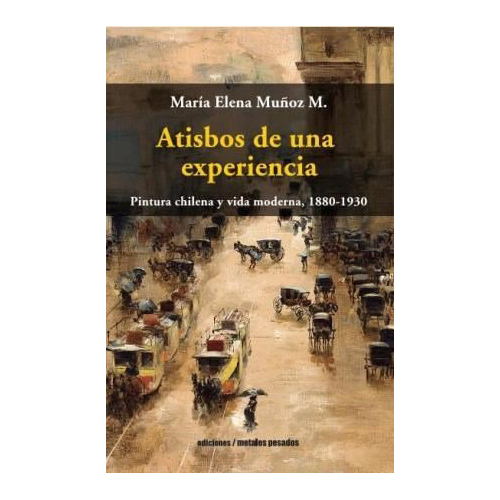 María Elena Muñoz M.
Atisbos de una
experiencia
Pintura chilena y vida moderna, 1880-1930
ediciones / metales pesados